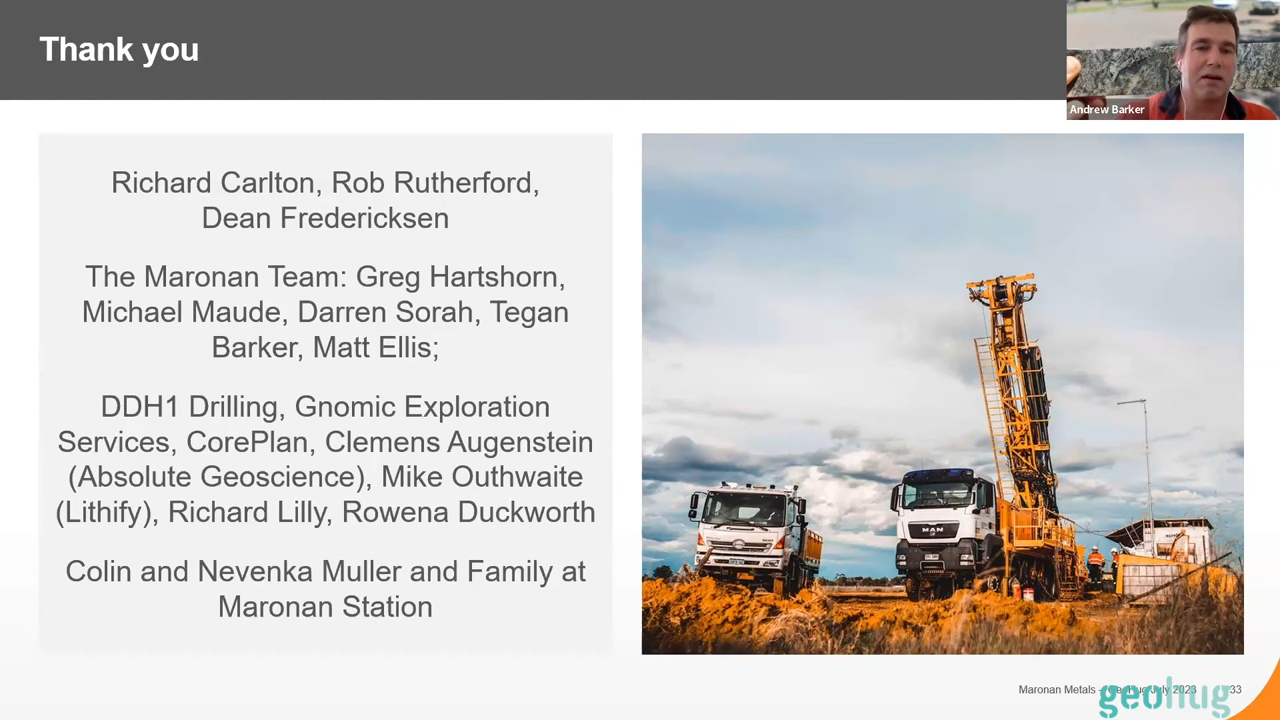 Thank you
Andrew Barker
Richard Carlton, Rob Rutherford,
Dean Fredericksen
The Maronan Team: Greg Hartshorn,
Michael Maude, Darren Sorah, Tegan
Barker, Matt Ellis;
DDH1 Drilling, Gnomic Exploration
Services, CorePlan, Clemens Augenstein
(Absolute Geoscience), Mike Outhwaite
(Lithify), Richard Lilly, Rowena Duckworth
Colin and Nevenka Muller and Family at
Maronan Station
MAN
Maronan Metals - GeoHug July 2023 33
geohug